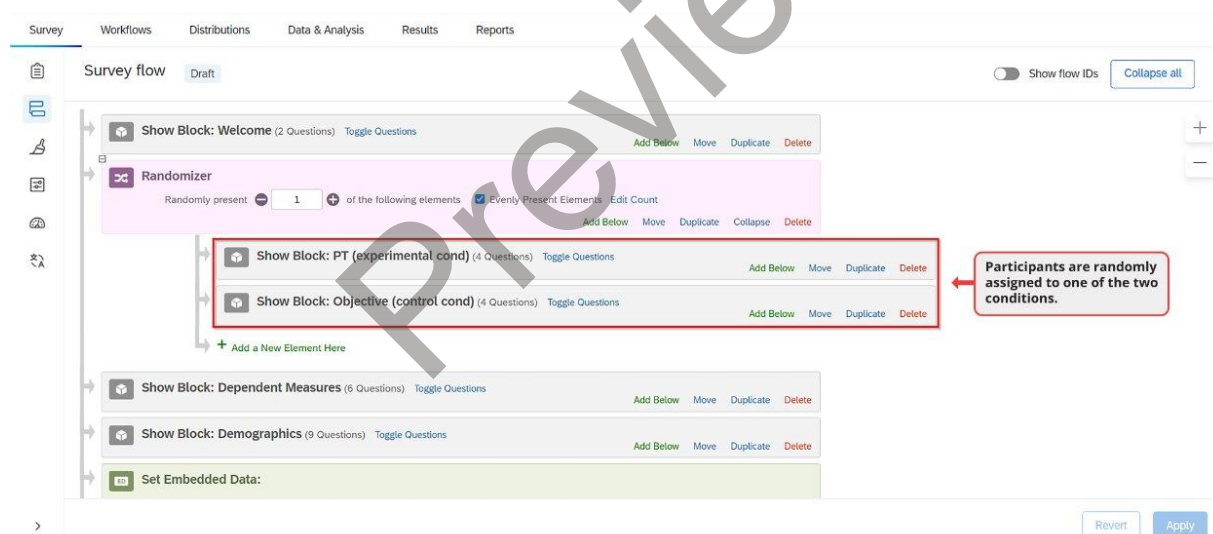 Survey Workflows Distributions Data & Analysis Results Reports
Survey flow Draft Show flow IDs Collapse all
Show Block: Welcome (2 Questions) Toggle Questions
Add Below Move Duplicate Delete
Randomizer
Randomly present 1 of the following elements Evenly Present Elements Edit Count
Add Below Move Duplicate Collapse Delete
Show Block: PT (experimental cond) (4 Questions) Toggle Questions
Add Below Move Duplicate Delete
Show Block: Objective (control cond) (4 Questions) Toggle Questions
Add Below Move Duplicate Delete
Participants are randomly
assigned to one of the two
conditions.
+ Add a New Element Here
Show Block: Dependent Measures (6 Questions) Toggle Questions
Add Below Move Duplicate Delete
Show Block: Demographics (9 Questions) Toggle Questions
Add Below Move Duplicate Delete
ED Set Embedded Data:
Revert Apply
Previe